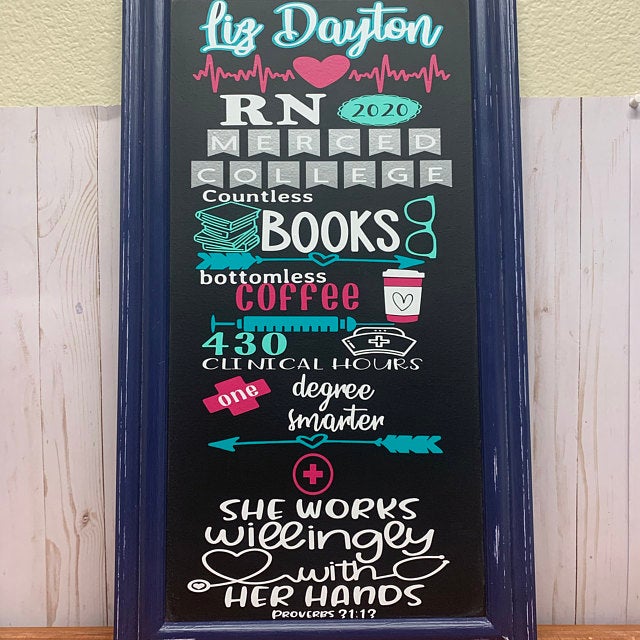 Liz Dayton
RN 2020
MERCED
COLLEGE
Countless
BOOKS
bottomless
COFFEE
430
CLINICAL HOURS
one degree
smarter
SHE WORKS
willingly
with
HER HANDS
PROVERBS 31:13